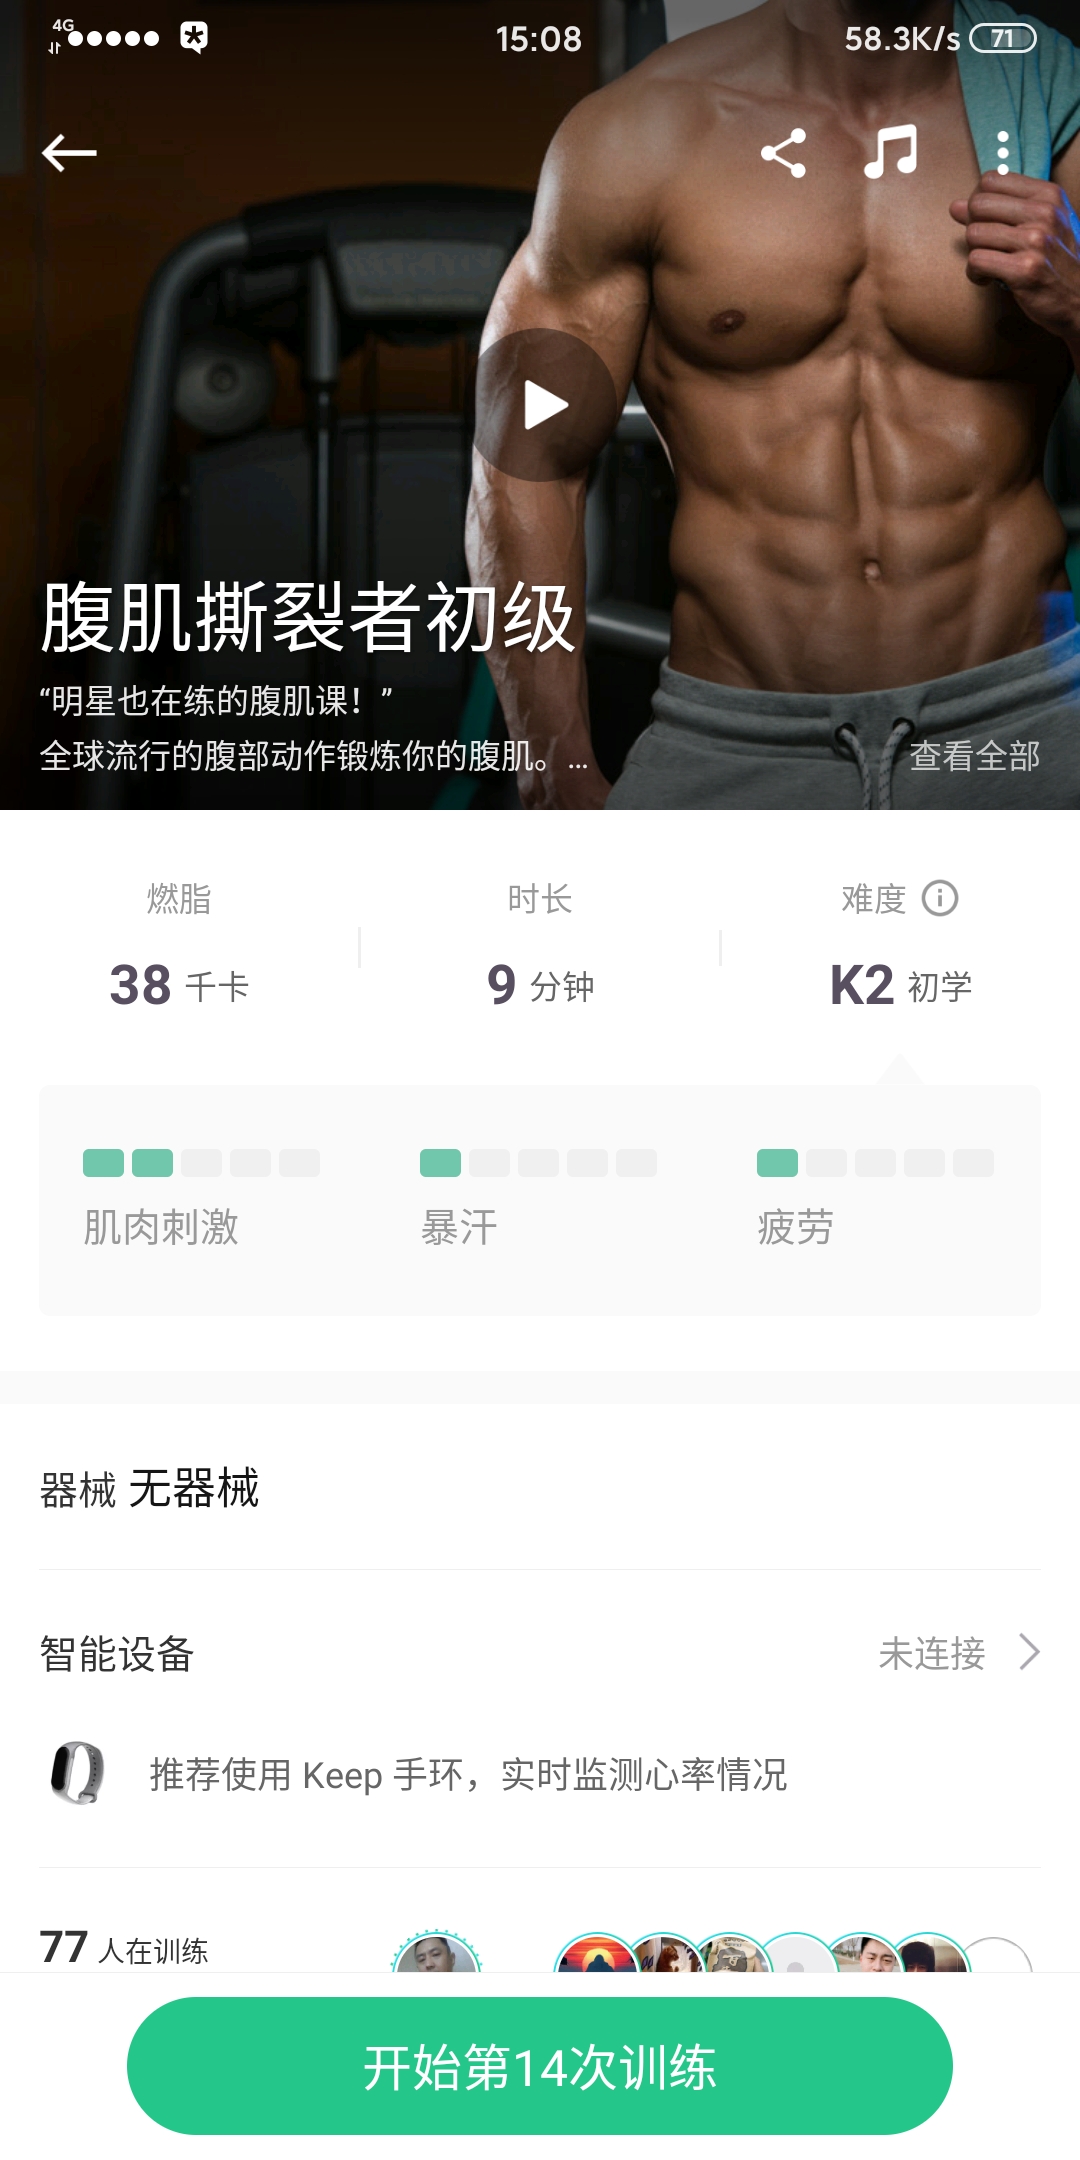 4G 15:08 58.3K/s 71
腹肌撕裂者初级
“明星也在练的腹肌课！”
全球流行的腹部动作锻炼你的腹肌。... 查看全部
燃脂 时长 难度
38 千卡 9 分钟 K2 初学
肌肉刺激 暴汗 疲劳
器械 无器械
智能设备 未连接
推荐使用 Keep 手环，实时监测心率情况
77 人在训练
开始第14次训练